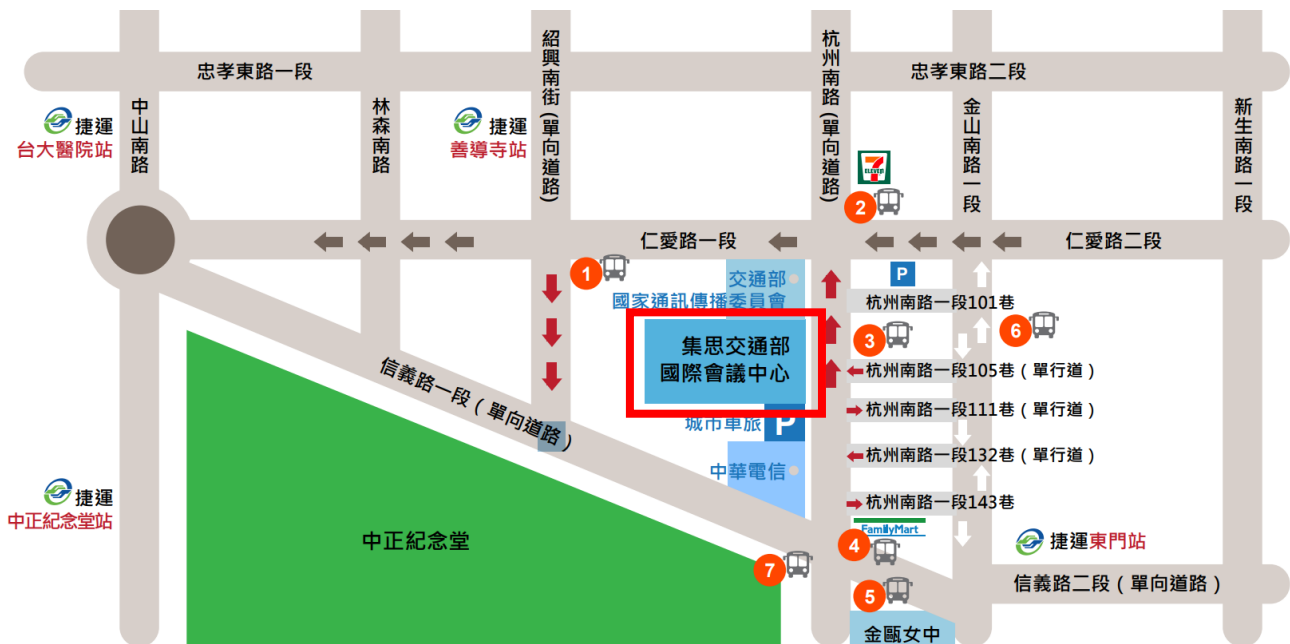 忠孝東路一段
忠孝東路二段
中山南路
林森南路
紹興南街(單向道路)
杭州南路(單向道路)
金山南路一段
新生南路一段
捷運
台大醫院站
捷運
善導寺站
7
ELEVEN
2
仁愛路一段
仁愛路二段
1
交通部
國家通訊傳播委員會
P
杭州南路一段101巷
集思交通部
國際會議中心
3
6
杭州南路一段105巷(單行道)
信義路一段(單向道路)
杭州南路一段111巷(單行道)
城市車旅 P
中華電信
杭州南路一段132巷(單行道)
捷運
中正紀念堂站
杭州南路一段143巷
FamilyMart
中正紀念堂
4
捷運東門站
7
5
信義路二段(單向道路)
金甌女中